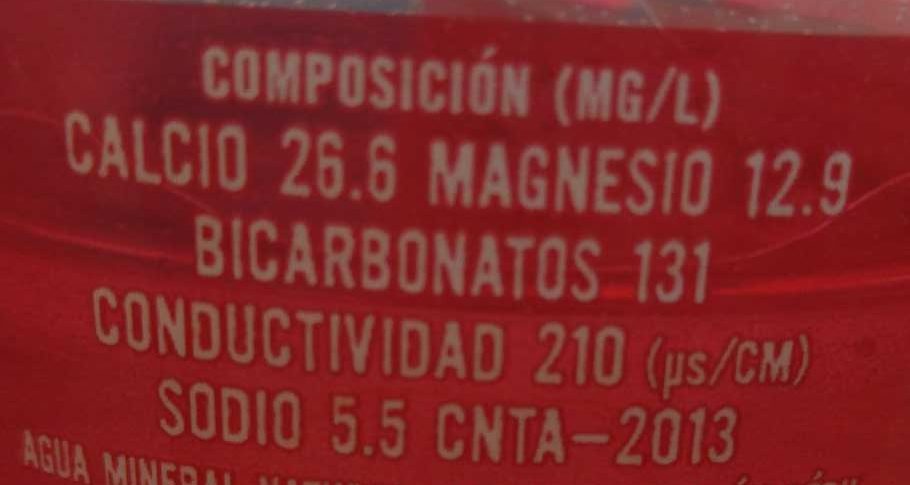 COMPOSICIÓN (MG/L)
CALCIO 26.6 MAGNESIO 12.9
BICARBONATOS 131
CONDUCTIVIDAD 210 (µs/CM)
SODIO 5.5 CNTA–2013
AGUA MINERAL